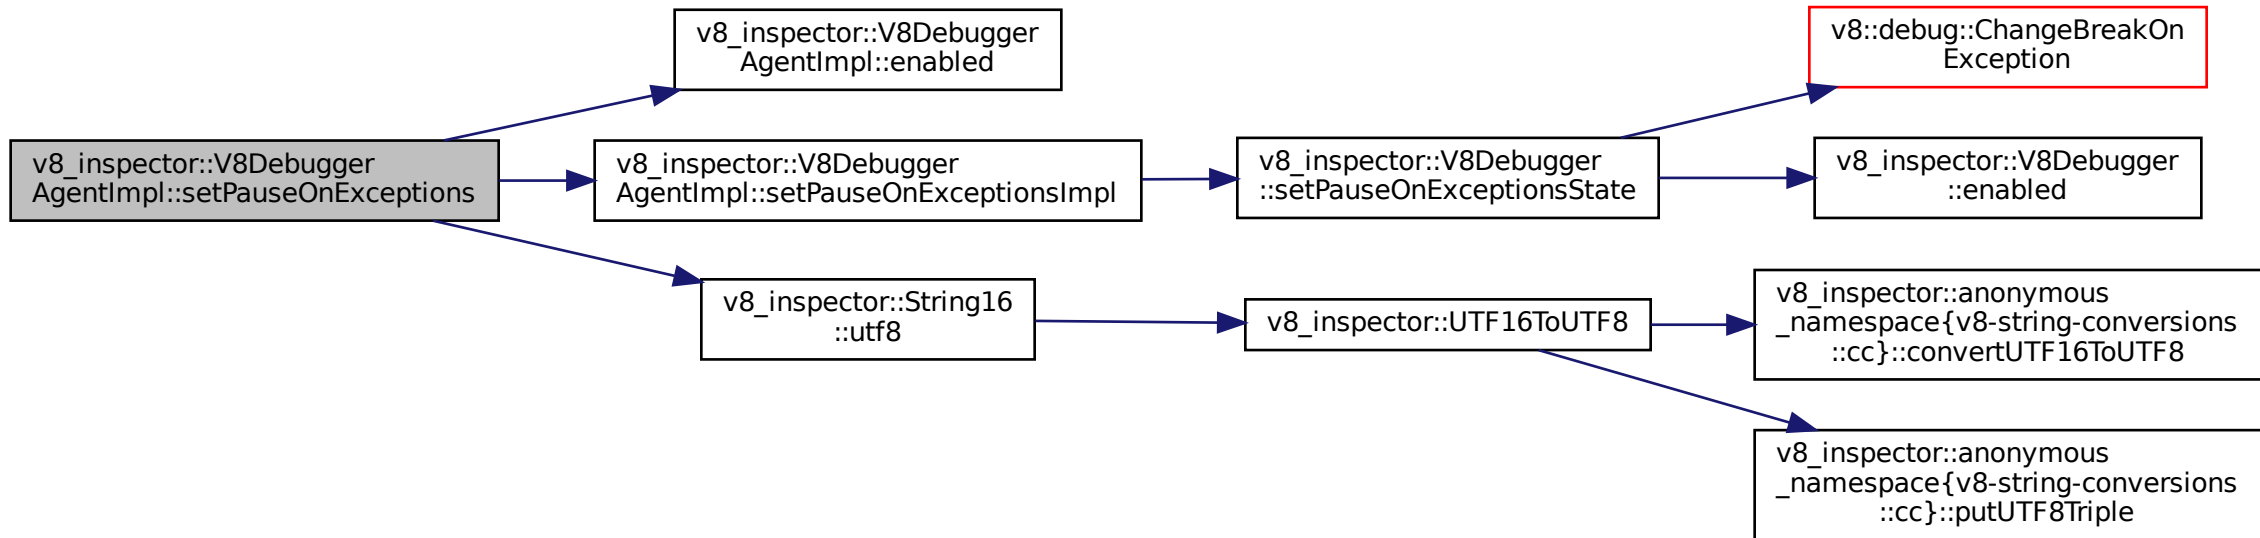 v8_inspector::V8Debugger
AgentImpl::setPauseOnExceptions
v8_inspector::V8Debugger
AgentImpl::enabled
v8_inspector::V8Debugger
AgentImpl::setPauseOnExceptionsImpl
v8_inspector::String16
::utf8
v8_inspector::V8Debugger
::setPauseOnExceptionsState
v8_inspector::UTF16ToUTF8
v8::debug::ChangeBreakOn
Exception
v8_inspector::V8Debugger
::enabled
v8_inspector::anonymous
_namespace{v8-string-conversions
::cc}::convertUTF16ToUTF8
v8_inspector::anonymous
_namespace{v8-string-conversions
::cc}::putUTF8Triple